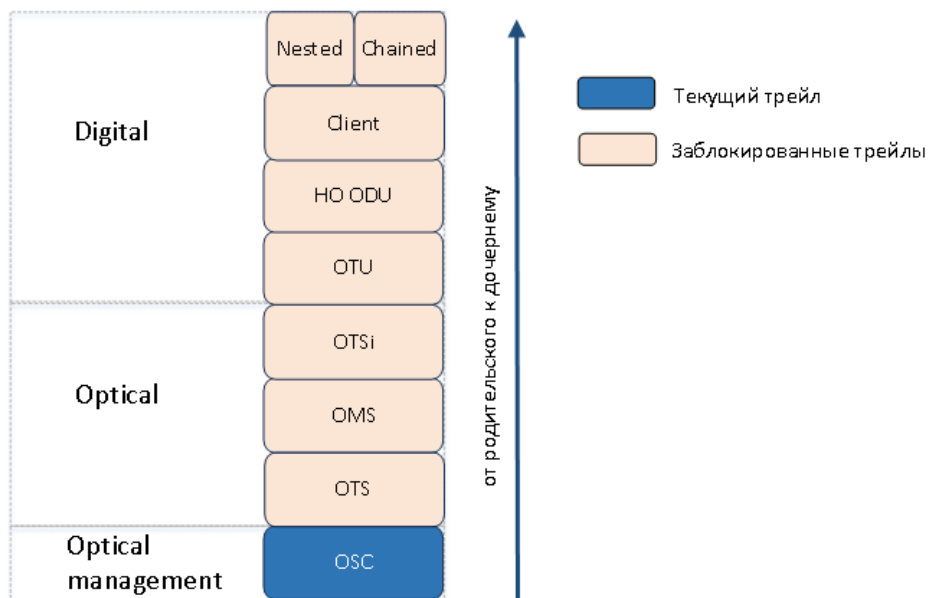 Nested
Chained
Digital
Client
HO ODU
OTU
Optical
OTSi
OMS
OTS
Optical
management
OSC
от родительского к дочернему
Текущий трейл
Заблокированные трейлы